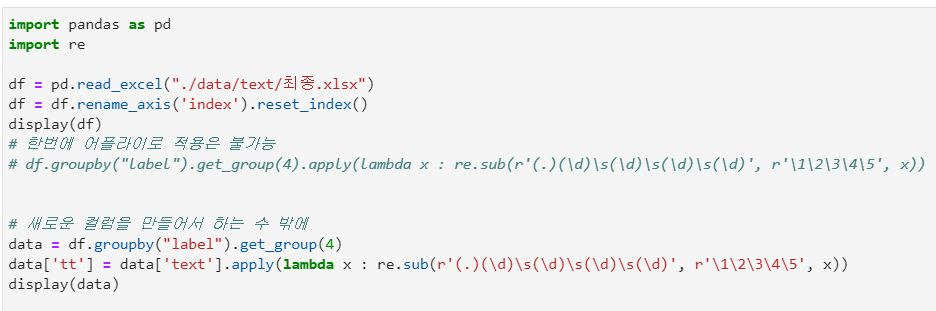 import pandas as pd
import re
df = pd.read_excel("./data/text/최종.xlsx")
df = df.rename_axis('index').reset_index()
display(df)
# 한번에 어플라이로 적용은 불가능
# df.groupby("label").get_group(4).apply(lambda x : re.sub(r'(.)(\d)\s(\d)\s(\d)\s(\d)', r'\1\2\3\4\5', x))
# 새로운 컬럼을 만들어서 하는 수 밖에
data = df.groupby("label").get_group(4)
data['tt'] = data['text'].apply(lambda x : re.sub(r'(.)(\d)\s(\d)\s(\d)\s(\d)', r'\1\2\3\4\5', x))
display(data)